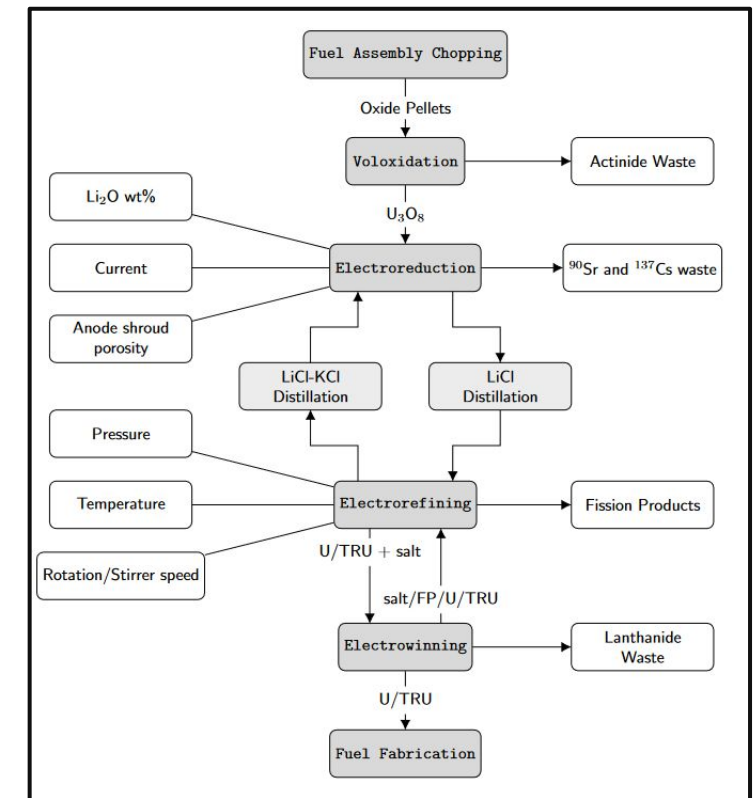 Fuel Assembly Chopping
Oxide Pellets
Voloxidation
Actinide Waste
Li₂O wt%
U₃O₈
Current
Electroreduction
⁹⁰Sr and ¹³⁷Cs waste
Anode shroud
porosity
LiCl-KCl
Distillation
LiCl
Distillation
Pressure
Temperature
Electrorefining
Fission Products
Rotation/Stirrer speed
U/TRU + salt
salt/FP/U/TRU
Electrowinning
Lanthanide
Waste
U/TRU
Fuel Fabrication